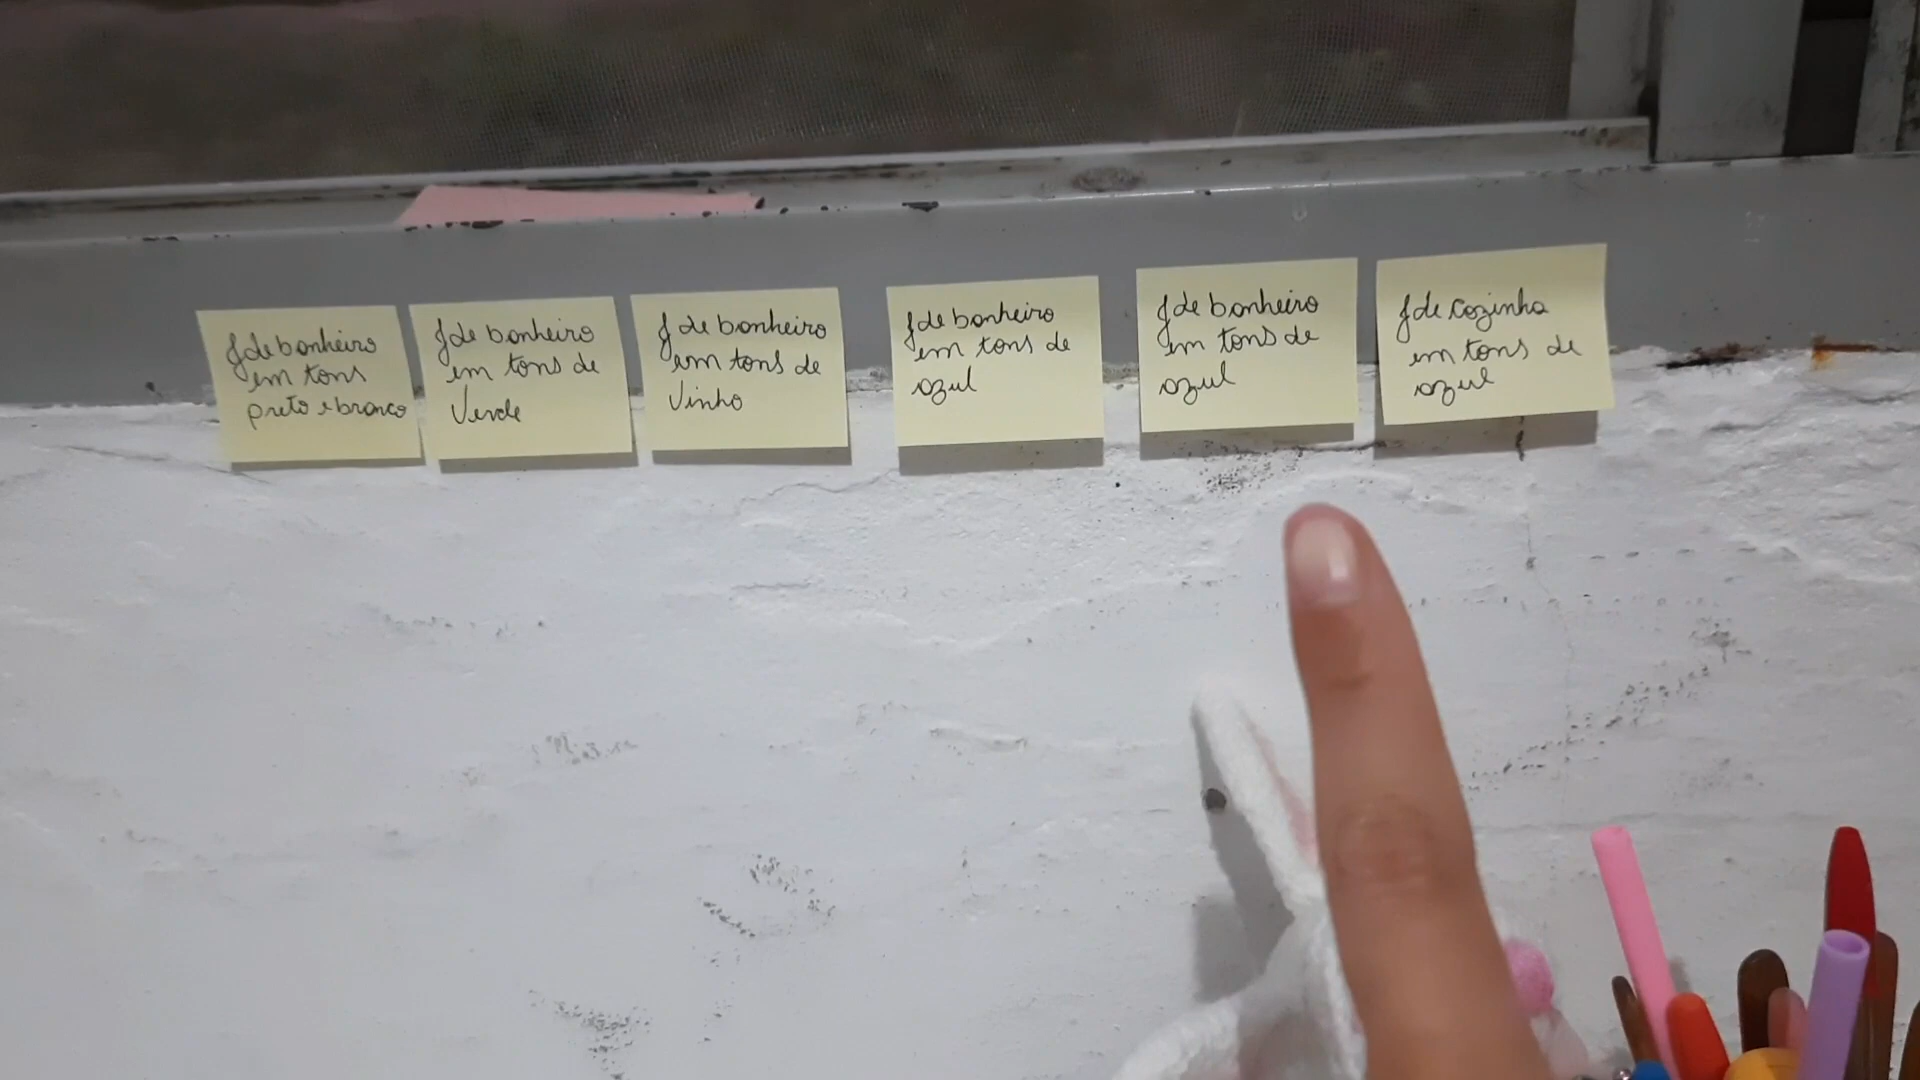 J de banheiro
em tons
preto e branco
J de banheiro
em tons de
Verde
J de banheiro
em tons de
Vinho
J de banheiro
em tons de
azul
J de banheiro
em tons de
azul
J de cozinha
em tons de
azul